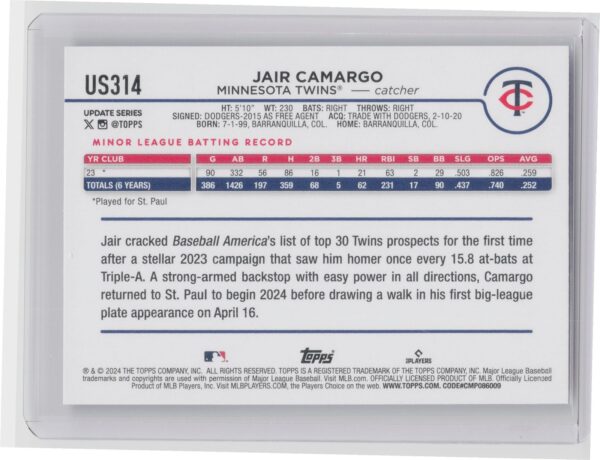 US314
JAIR CAMARGO
MINNESOTA TWINS® — catcher
TC
UPDATE SERIES
@TOPPS
HT: 5'10" WT: 230 BATS: RIGHT THROWS: RIGHT
SIGNED: DODGERS-2015 AS FREE AGENT ACQ: TRADE WITH DODGERS, 2-10-20
BORN: 7-1-99, BARRANQUILLA, COL. HOME: BARRANQUILLA, COL.
MINOR LEAGUE BATTING RECORD
YR CLUB G AB R H 2B 3B HR RBI SB BB SLG OPS AVG
23 * 90 332 56 86 16 1 21 63 2 29 .503 .826 .259
TOTALS (6 YEARS) 386 1426 197 359 68 5 62 231 17 90 .437 .740 .252
*Played for St. Paul
Jair cracked Baseball America's list of top 30 Twins prospects for the first time
after a stellar 2023 campaign that saw him homer once every 15.8 at-bats at
Triple-A. A strong-armed backstop with easy power in all directions, Camargo
returned to St. Paul to begin 2024 before drawing a walk in his first big-league
plate appearance on April 16.
Topps
PLAYERS
® & © 2024 THE TOPPS COMPANY, INC. ALL RIGHTS RESERVED. TOPPS IS A REGISTERED TRADEMARK OF THE TOPPS COMPANY, INC. Major League Baseball
trademarks and copyrights are used with permission of Major League Baseball. Visit MLB.com. OFFICIALLY LICENSED PRODUCT OF MLB. Officially Licensed
Product of MLB Players, Inc. Visit MLBPLAYERS.COM, the Players Choice on the web. WWW.TOPPS.COM. CODE#CMP086009